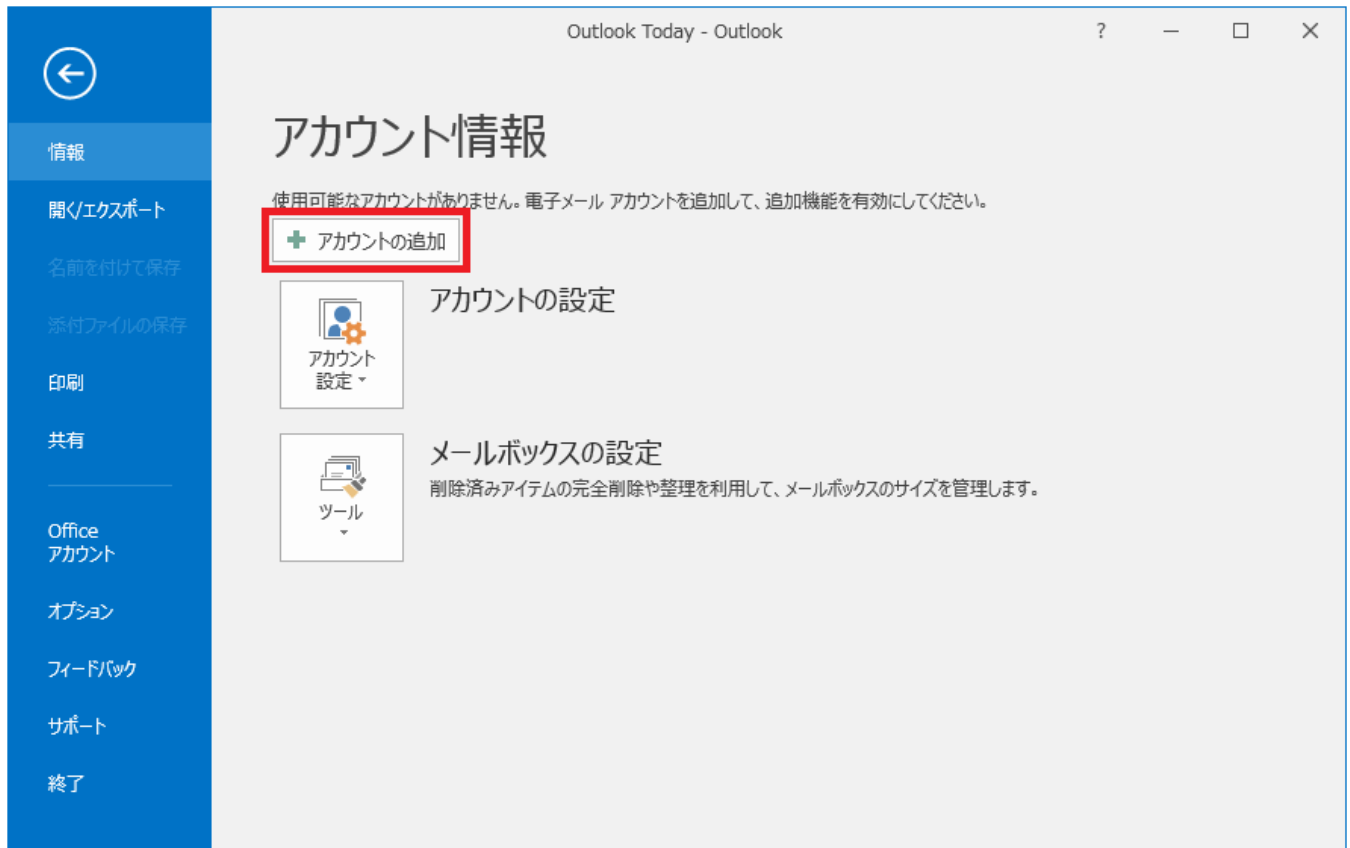 Outlook Today - Outlook
?
アカウント情報
情報
使用可能なアカウントがありません。電子メール アカウントを追加して、追加機能を有効にしてください。
開く/エクスポート
アカウントの追加
名前を付けて保存
添付ファイルの保存
印刷
共有
Office
アカウント
オプション
フィードバック
サポート
終了
アカウント
設定
アカウントの設定
ツール
メールボックスの設定
削除済みアイテムの完全削除や整理を利用して、メールボックスのサイズを管理します。